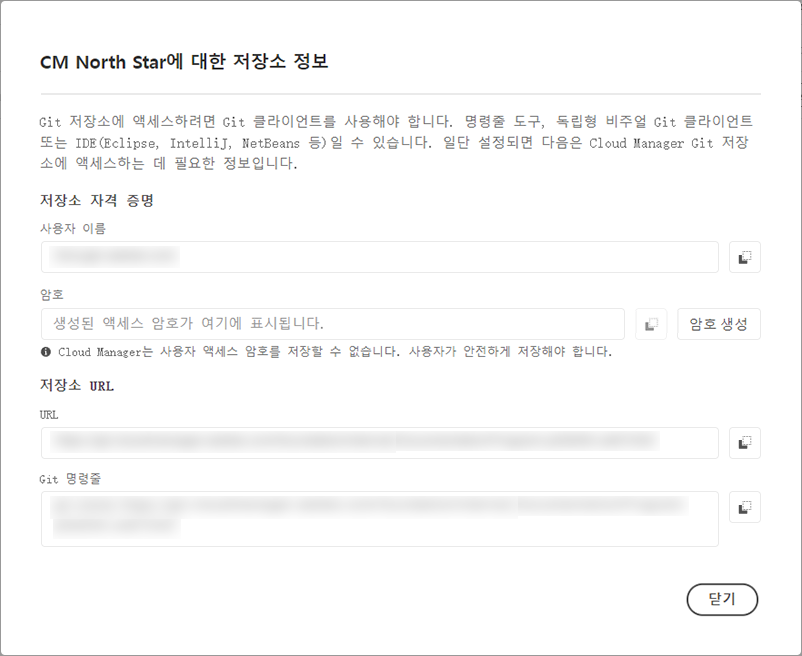 CM North Star에 대한 저장소 정보
Git 저장소에 액세스하려면 Git 클라이언트를 사용해야 합니다. 명령줄 도구, 독립형 비주얼 Git 클라이언트
또는 IDE(Eclipse, IntelliJ, NetBeans 등)일 수 있습니다. 일단 설정되면 다음은 Cloud Manager Git 저장
소에 액세스하는 데 필요한 정보입니다.
저장소 자격 증명
사용자 이름
암호
생성된 액세스 암호가 여기에 표시됩니다.
암호 생성
Cloud Manager는 사용자 액세스 암호를 저장할 수 없습니다. 사용자가 안전하게 저장해야 합니다.
저장소 URL
URL
Git 명령줄
닫기